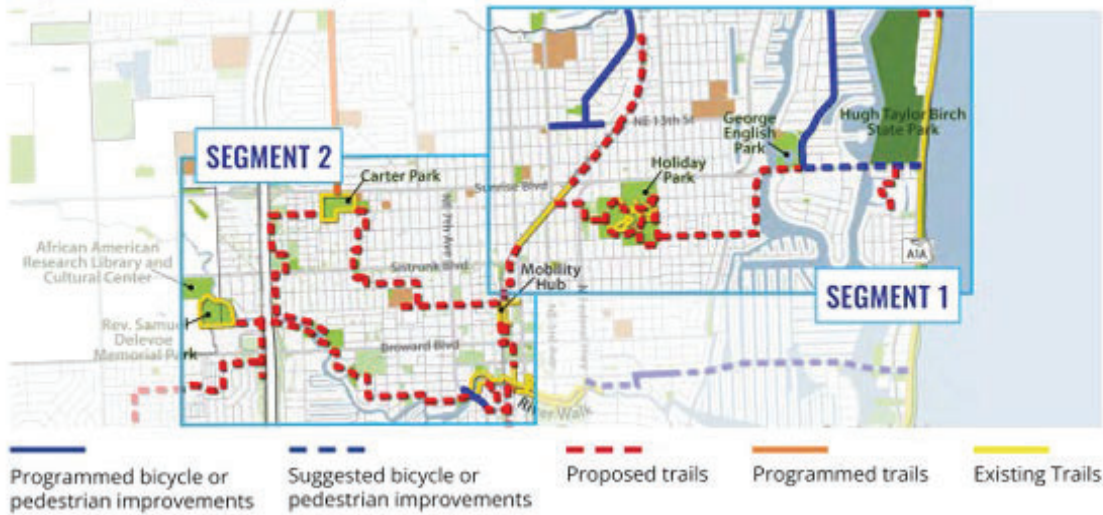 NE 13th St
George
English
Park
Hugh Taylor Birch
State Park
SEGMENT 2
Carter Park
Sunrise Blvd
Holiday
Park
NE 7th Ave
African American
Research Library and
Cultural Center
Sistrunk Blvd
Mobility
Hub
A1A
SEGMENT 1
Rev. Samuel
Delevoe
Memorial Park
Broward Blvd
River Walk
Programmed bicycle or
pedestrian improvements
Suggested bicycle or
pedestrian improvements
Proposed trails
Programmed trails
Existing Trails